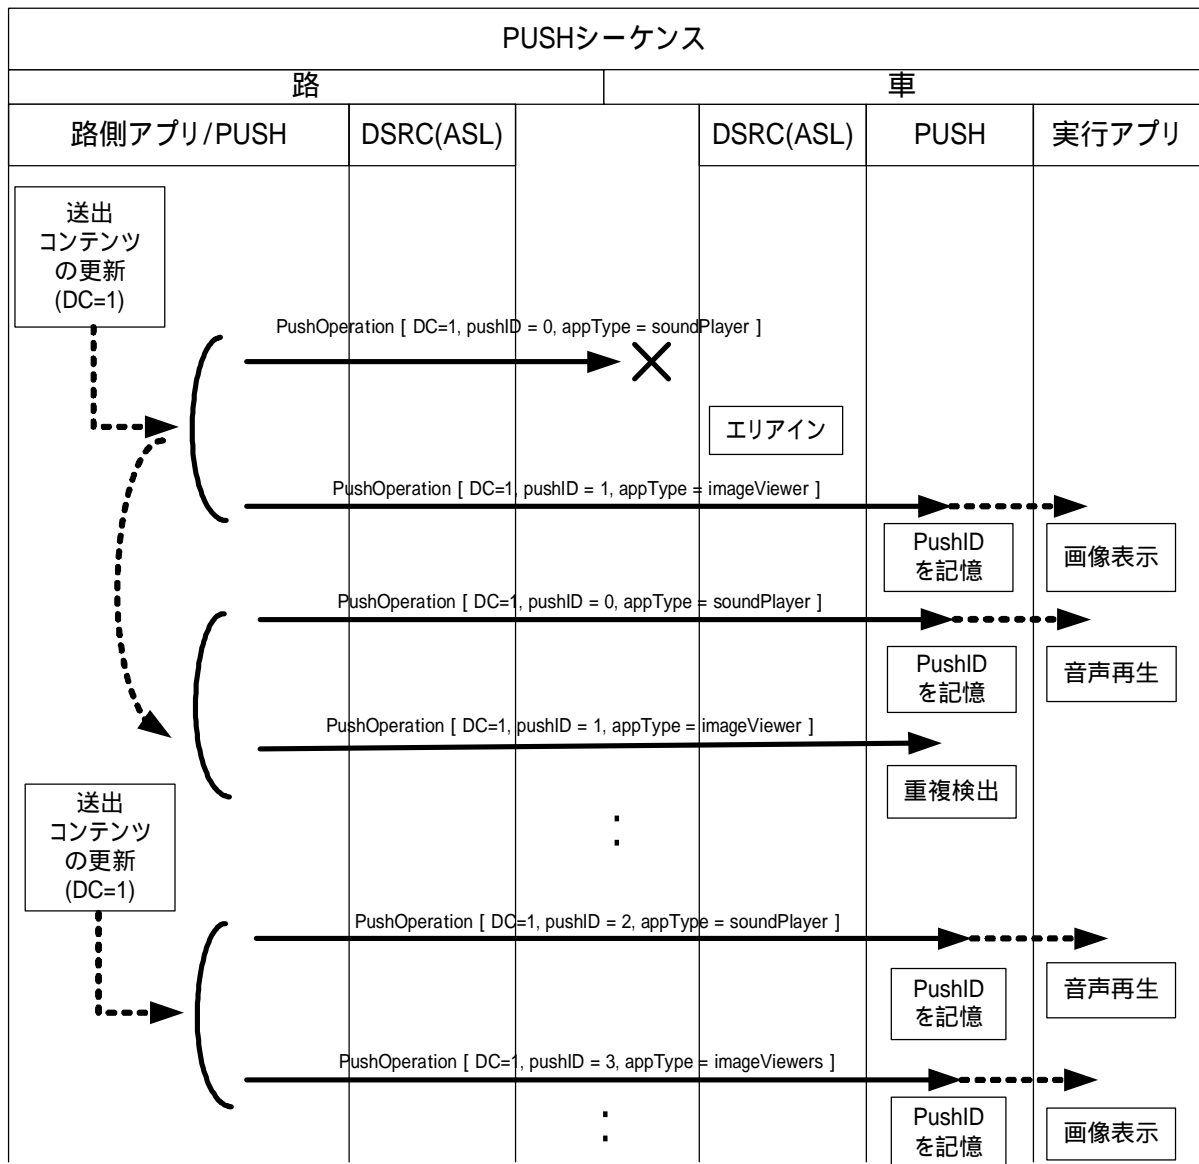 PUSHシーケンス
路
車
路側アプリ/PUSH
DSRC(ASL)
DSRC(ASL)
PUSH
実行アプリ
送出
コンテンツ
の更新
(DC=1)
PushOperation [ DC=1, pushID = 0, appType = soundPlayer ]
エリアイン
PushOperation [ DC=1, pushID = 1, appType = imageViewer ]
PushID
を記憶
画像表示
PushOperation [ DC=1, pushID = 0, appType = soundPlayer ]
PushID
を記憶
音声再生
PushOperation [ DC=1, pushID = 1, appType = imageViewer ]
重複検出
送出
コンテンツ
の更新
(DC=1)
:
PushOperation [ DC=1, pushID = 2, appType = soundPlayer ]
PushID
を記憶
音声再生
PushOperation [ DC=1, pushID = 3, appType = imageViewers ]
:
PushID
を記憶
画像表示